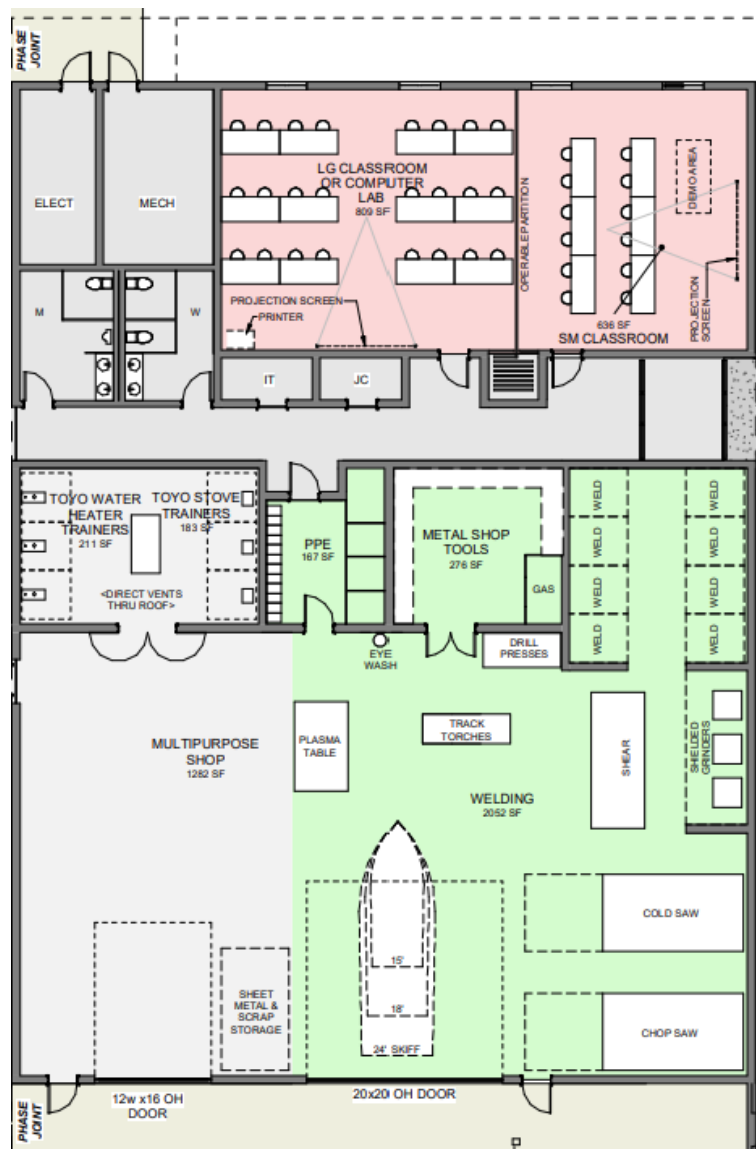 PHASE
JOINT
ELECT
MECH
LG CLASSROOM
OR COMPUTER
LAB
809 SF
OPERABLE PARTITION
DEMO AREA
M
W
PROJECTION SCREEN
PRINTER
636 SF
SM CLASSROOM
PROJECTION
SCREEN
IT
JC
TOYO WATER
HEATER
TRAINERS
211 SF
TOYO STOVE
TRAINERS
183 SF
<DIRECT VENTS
THRU ROOF>
PPE
167 SF
METAL SHOP
TOOLS
276 SF
GAS
WELD
WELD
WELD
WELD
WELD
WELD
WELD
WELD
EYE
WASH
DRILL
PRESSES
MULTIPURPOSE
SHOP
1282 SF
PLASMA
TABLE
TRACK
TORCHES
SHEAR
SHIELDED
GRINDERS
WELDING
2052 SF
COLD SAW
15'
18'
24' SKIFF
SHEET
METAL &
SCRAP
STORAGE
CHOP SAW
12w x16 OH
DOOR
20x20 OH DOOR
PHASE
JOINT